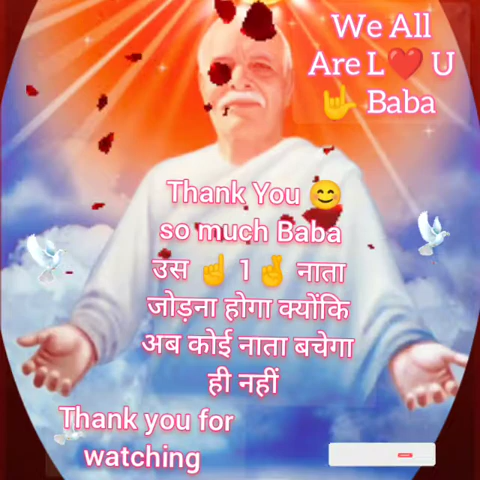 We All
Are L❤️ U
🤟 Baba
Thank You 😊
so much Baba
उस ☝️ 1 🤞 नाता
जोड़ना होगा क्योंकि
अब कोई नाता बचेगा
ही नहीं
Thank you for
watching